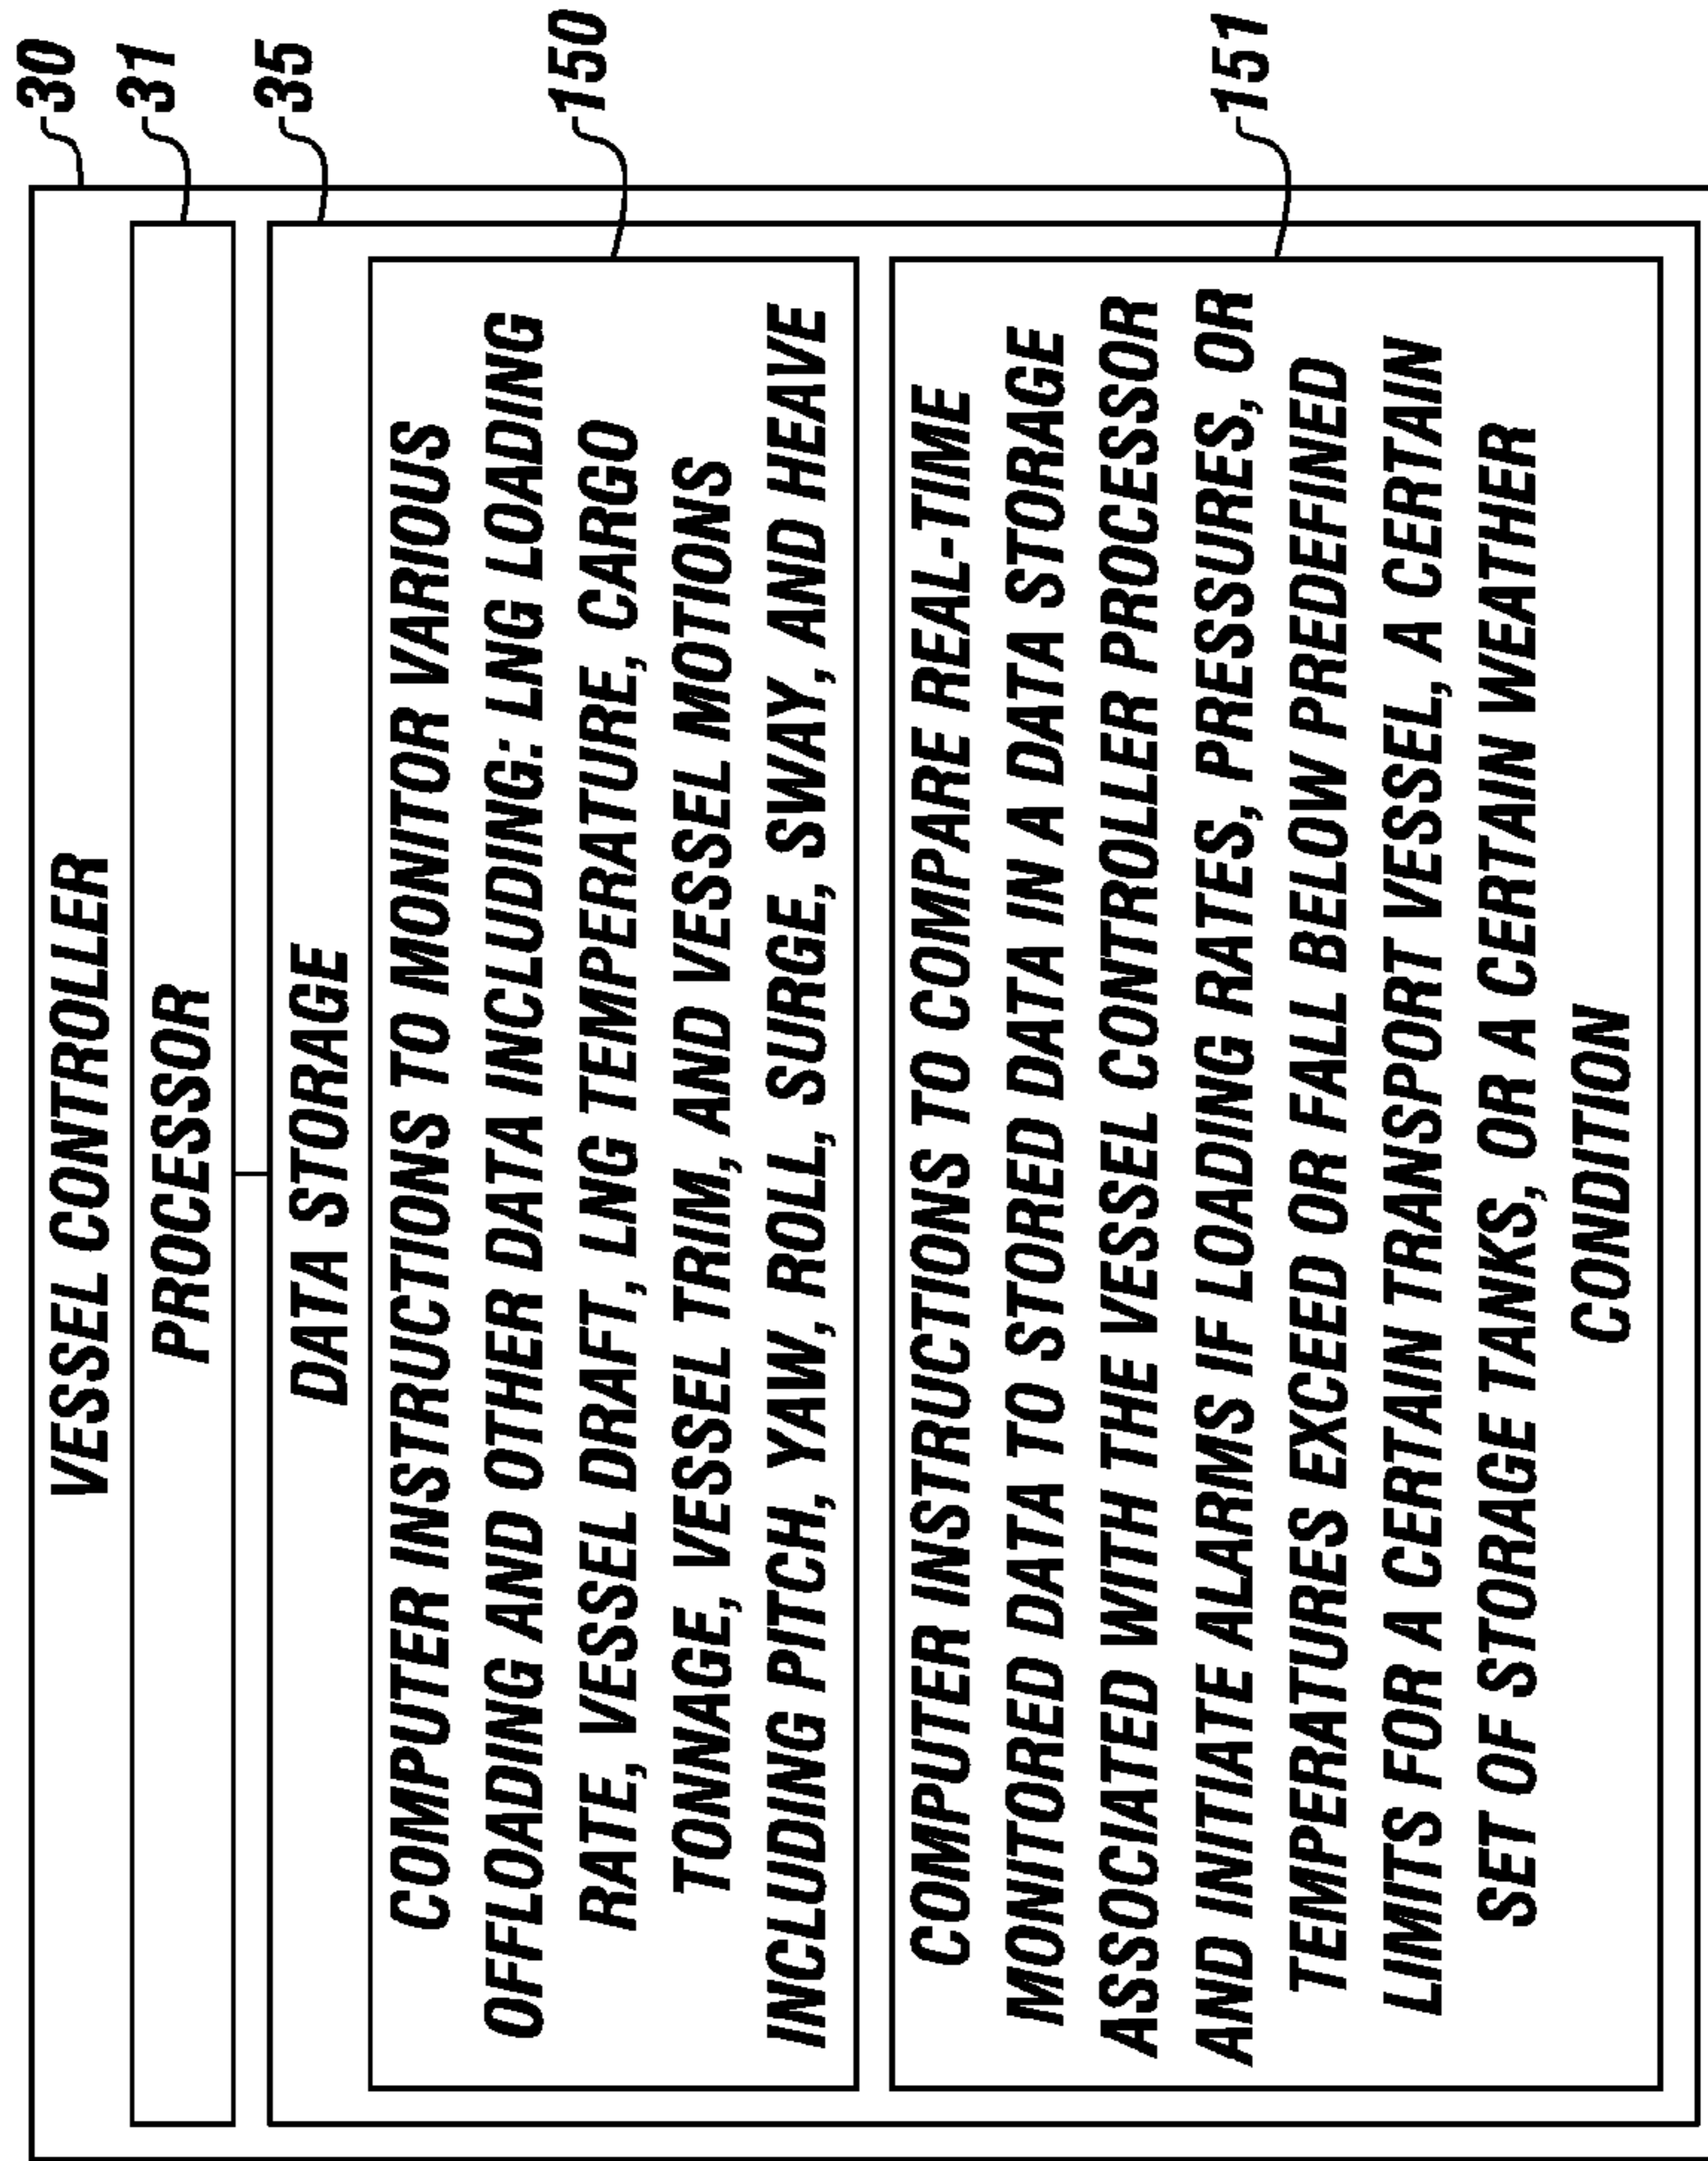 VESSEL CONTROLLER
30
PROCESSOR
31
DATA STORAGE
35
COMPUTER INSTRUCTIONS TO MONITOR VARIOUS
OFFLOADING AND OTHER DATA INCLUDING: LNG LOADING
RATE, VESSEL DRAFT, LNG TEMPERATURE, CARGO
TONNAGE, VESSEL TRIM, AND VESSEL MOTIONS
INCLUDING PITCH, YAW, ROLL, SURGE, SWAY, AND HEAVE
150
COMPUTER INSTRUCTIONS TO COMPARE REAL-TIME
MONITORED DATA TO STORED DATA IN A DATA STORAGE
ASSOCIATED WITH THE VESSEL CONTROLLER PROCESSOR
AND INITIATE ALARMS IF LOADING RATES, PRESSURES, OR
TEMPERATURES EXCEED OR FALL BELOW PREDEFINED
LIMITS FOR A CERTAIN TRANSPORT VESSEL, A CERTAIN
SET OF STORAGE TANKS, OR A CERTAIN WEATHER
CONDITION
151